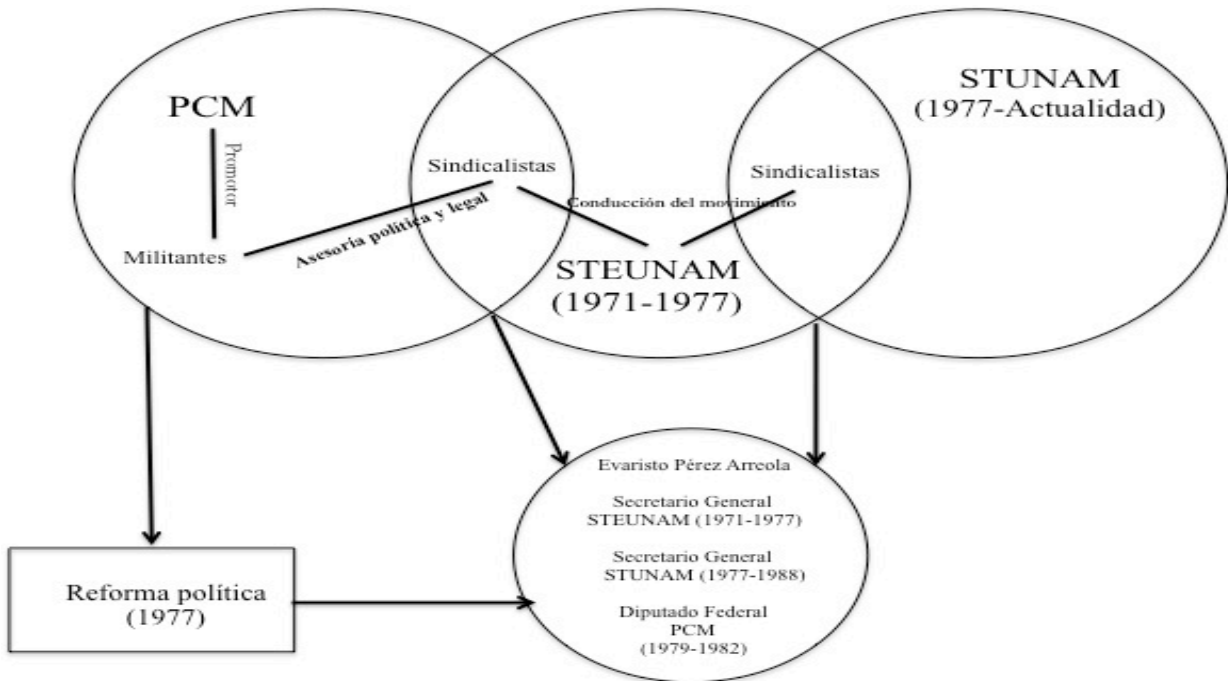 PCM
Promotor
Militantes
Asesoría política y legal
Sindicalistas
Conducción del movimiento
STEUNAM
(1971-1977)
Sindicalistas
STUNAM
(1977-Actualidad)
Reforma política
(1977)
Evaristo Pérez Arreola
Secretario General
STEUNAM (1971-1977)
Secretario General
STUNAM (1977-1988)
Diputado Federal
PCM
(1979-1982)